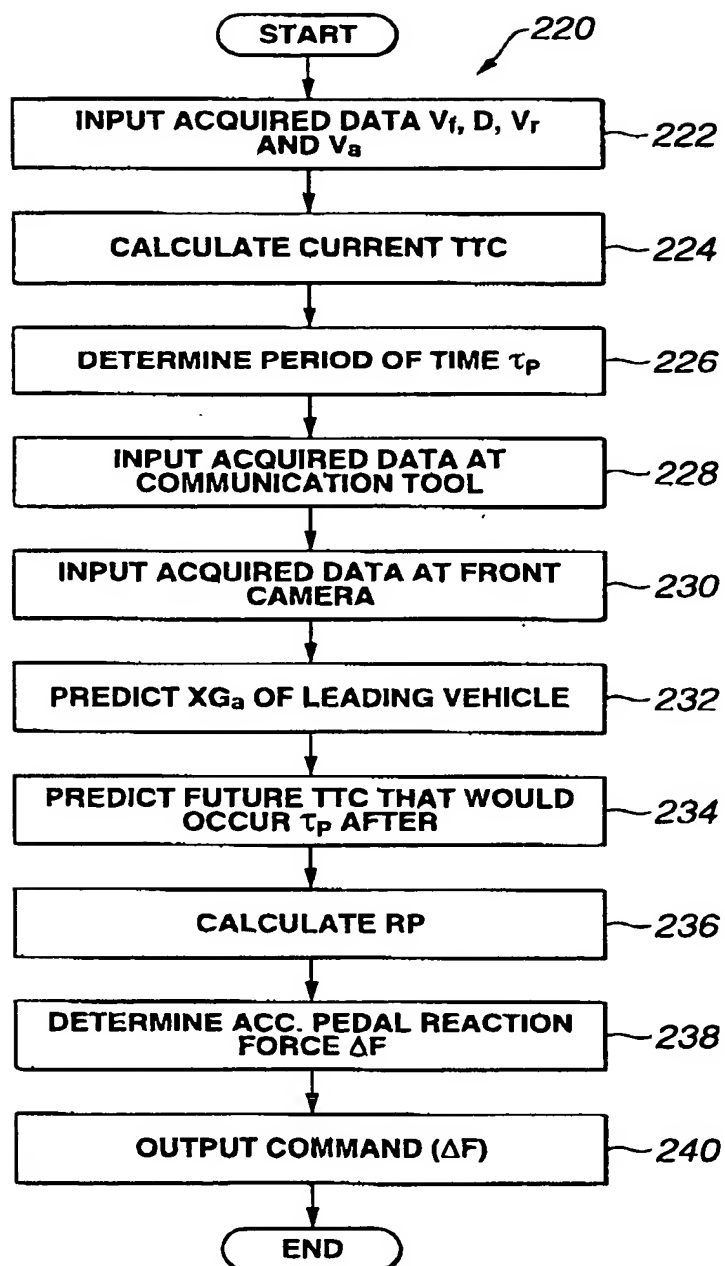 START
220
INPUT ACQUIRED DATA Vf, D, Vr
AND Va
222
CALCULATE CURRENT TTC
224
DETERMINE PERIOD OF TIME τP
226
INPUT ACQUIRED DATA AT
COMMUNICATION TOOL
228
INPUT ACQUIRED DATA AT FRONT
CAMERA
230
PREDICT XGa OF LEADING VEHICLE
232
PREDICT FUTURE TTC THAT WOULD
OCCUR τP AFTER
234
CALCULATE RP
236
DETERMINE ACC. PEDAL REACTION
FORCE ΔF
238
OUTPUT COMMAND (ΔF)
240
END